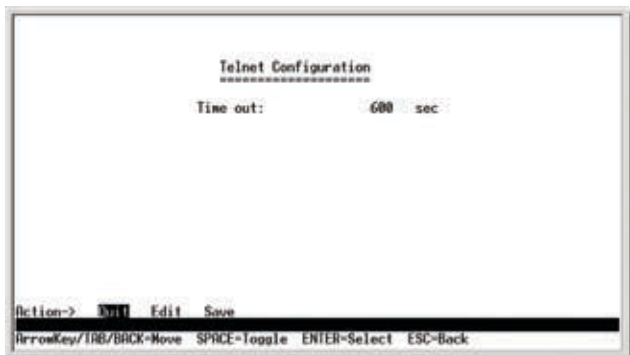 Telnet Configuration
====================
Time out: 600 sec
Action-> Quit Edit Save
ArrowKey/TAB/BACK=Move SPACE=Toggle ENTER=Select ESC=Back